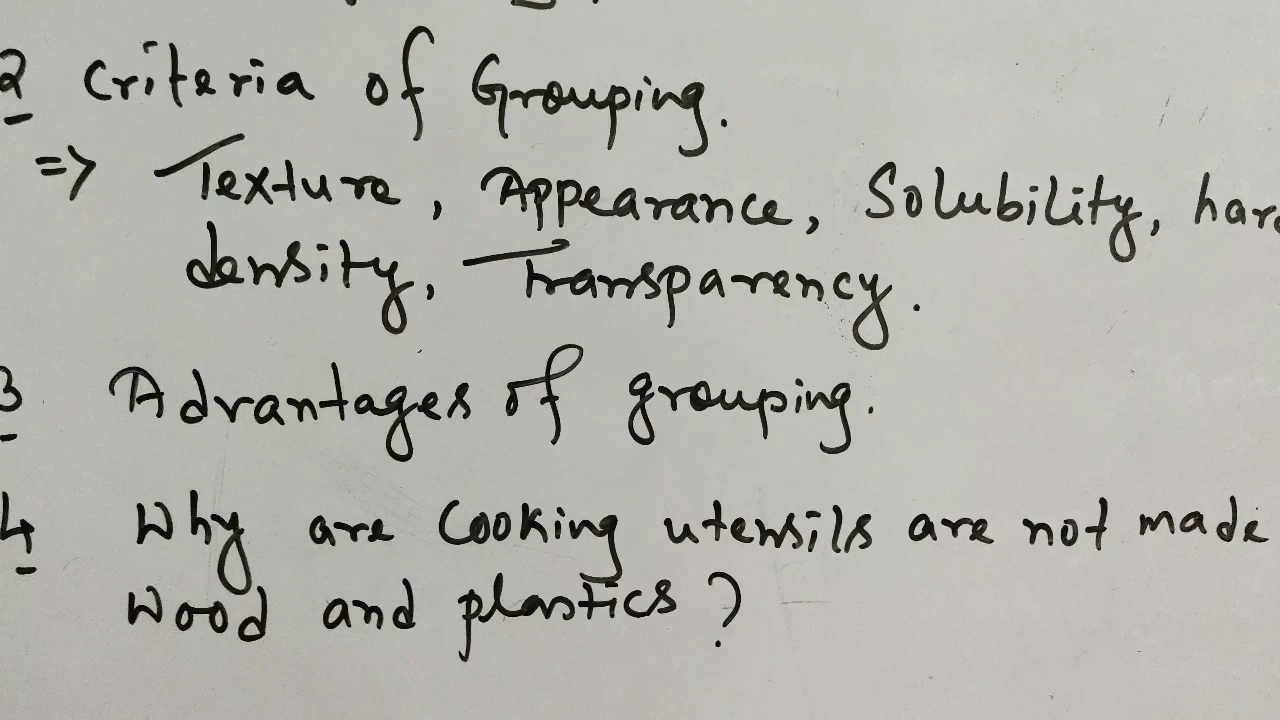 2 Criteria of Grouping.
=> Texture, Appearance, Solubility, har
density, Transparency.
3 Advantages of grouping.
4 Why are Cooking utensils are not made
Wood and plastics?